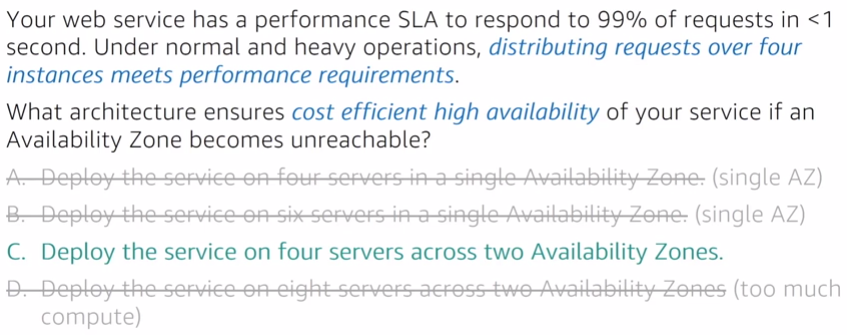 Your web service has a performance SLA to respond to 99% of requests in <1
second. Under normal and heavy operations, distributing requests over four
instances meets performance requirements.
What architecture ensures cost efficient high availability of your service if an
Availability Zone becomes unreachable?
A. Deploy the service on four servers in a single Availability Zone. (single AZ)
B. Deploy the service on six servers in a single Availability Zone. (single AZ)
C. Deploy the service on four servers across two Availability Zones.
D. Deploy the service on eight servers across two Availability Zones (too much
compute)